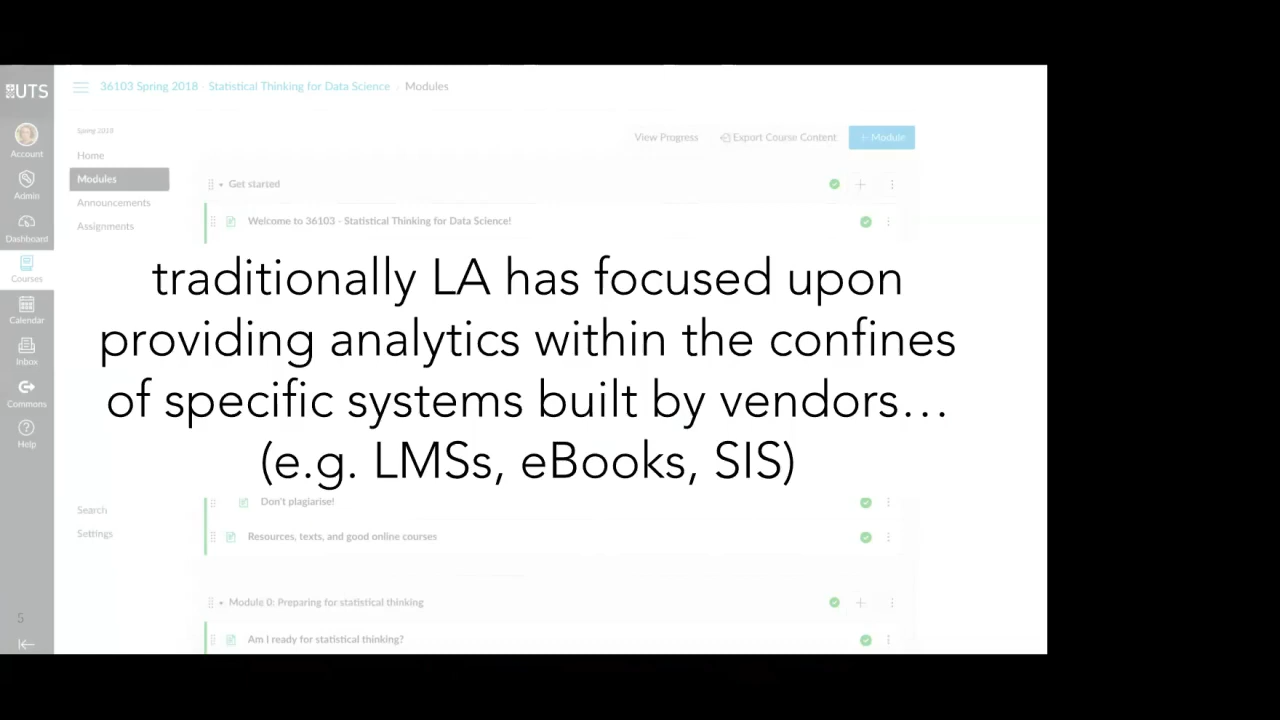 UTS
36103 Spring 2018 - Statistical Thinking for Data Science › Modules
Spring 2018
View Progress
Export Course Content
+ Module
Account
Home
Get started
Modules
Admin
Announcements
Welcome to 36103 - Statistical Thinking for Data Science!
Assignments
Dashboard
traditionally LA has focused upon
Courses
Calendar
providing analytics within the confines
Inbox
of specific systems built by vendors...
Commons
Help
(e.g. LMSs, eBooks, SIS)
Don't plagiarise!
Search
Settings
Resources, texts, and good online courses
Module 0: Preparing for statistical thinking
5
Am I ready for statistical thinking?